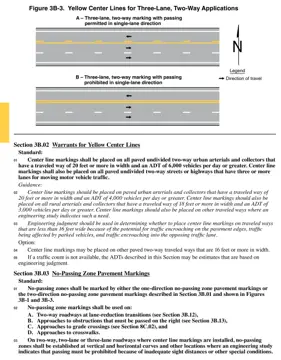 Figure 3B-3. Yellow Center Lines for Three-Lane, Two-Way Applications
A – Three-lane, two-way marking with passing
permitted in single-lane direction
N
Legend
Direction of travel
B – Three-lane, two-way marking with passing
prohibited in single-lane direction
Section 3B.02 Warrants for Yellow Center Lines
Standard:
01 Center line markings shall be placed on all paved undivided two-way urban arterials and collectors that
have a traveled way of 20 feet or more in width and an ADT of 6,000 vehicles per day or greater. Center line
markings shall also be placed on all paved undivided two-way streets or highways that have three or more
lanes for moving motor vehicle traffic.
Guidance:
02 Center line markings should be placed on paved urban arterials and collectors that have a traveled way of
20 feet or more in width and an ADT of 4,000 vehicles per day or greater. Center line markings should also be
placed on all rural arterials and collectors that have a traveled way of 18 feet or more in width and an ADT of
3,000 vehicles per day or greater. Center line markings should also be placed on other traveled ways where an
engineering study indicates such a need.
03 Engineering judgment should be used in determining whether to place center line markings on traveled ways
that are less than 16 feet wide because of the potential for traffic encroaching on the pavement edges, traffic
being affected by parked vehicles, and traffic encroaching into the opposing traffic lane.
Option:
04 Center line markings may be placed on other paved two-way traveled ways that are 16 feet or more in width.
05 If a traffic count is not available, the ADTs described in this Section may be estimates that are based on
engineering judgment.
Section 3B.03 No-Passing Zone Pavement Markings
Standard:
01 No-passing zones shall be marked by either the one-direction no-passing zone pavement markings or
the two-direction no-passing zone pavement markings described in Section 3B.01 and shown in Figures
3B-1 and 3B-3.
02 No-passing zone markings shall be used on:
A. Two-way roadways at lane-reduction transitions (see Section 3B.12),
B. Approaches to obstructions that must be passed on the right (see Section 3B.13),
C. Approaches to grade crossings (see Section 8C.02), and
D. Approaches to crosswalks.
03 On two-way, two-lane or three-lane roadways where center line markings are installed, no-passing
zones shall be established at vertical and horizontal curves and other locations where an engineering study
indicates that passing must be prohibited because of inadequate sight distances or other special conditions.